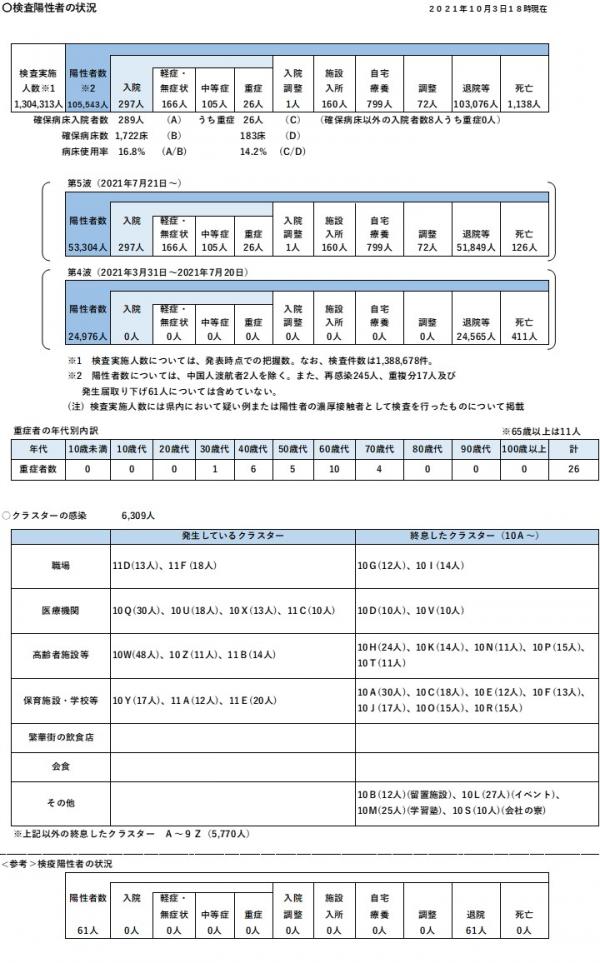 〇検査陽性者の状況 ２０２１年１０月３日１８時現在
検査実施人数※1 陽性者数※2 入院 軽症・無症状 中等症 重症 入院調整 施設入所 自宅療養 調整 退院等 死亡
1,304,313人 105,543人 297人 166人 105人 26人 1人 160人 799人 72人 103,076人 1,138人
確保病床入院者数 289人 (A) うち重症 26人 (C) (確保病床以外の入院者数8人うち重症0人)
確保病床数 1,722床 (B) 183床 (D)
病床使用率 16.8% (A/B) 14.2% (C/D)
第5波（2021年7月21日～）
陽性者数 入院 軽症・無症状 中等症 重症 入院調整 施設入所 自宅療養 調整 退院等 死亡
53,304人 297人 166人 105人 26人 1人 160人 799人 72人 51,849人 126人
第4波（2021年3月31日～2021年7月20日）
陽性者数 入院 軽症・無症状 中等症 重症 入院調整 施設入所 自宅療養 調整 退院等 死亡
24,976人 0人 0人 0人 0人 0人 0人 0人 0人 24,565人 411人
※1 検査実施人数については、発表時点での把握数。なお、検査件数は1,388,678件。
※2 陽性者数については、中国人渡航者2人を除く。また、再感染245人、重複分17人及び
発生届取り下げ61人については含めていない。
（注）検査実施人数には県内において疑い例または陽性者の濃厚接触者として検査を行ったものについて掲載
重症者の年代別内訳 ※65歳以上は11人
年代 10歳未満 10歳代 20歳代 30歳代 40歳代 50歳代 60歳代 70歳代 80歳代 90歳代 100歳以上 計
重症者数 0 0 0 1 6 5 10 4 0 0 0 26
○クラスターの感染 6,309人
発生しているクラスター 終息したクラスター（10A～）
職場 11D(13人)、11F(18人) 10G(12人)、10I(14人)
医療機関 10Q(30人)、10U(18人)、10X(13人)、11C(10人) 10D(10人)、10V(10人)
高齢者施設等 10W(48人)、10Z(11人)、11B(14人) 10H(24人)、10K(14人)、10N(11人)、10P(15人)、
10T(11人)
保育施設・学校等 10Y(17人)、11A(12人)、11E(20人) 10A(30人)、10C(18人)、10E(12人)、10F(13人)、
10J(17人)、10O(15人)、10R(15人)
繁華街の飲食店
会食
その他 10B(12人)(留置施設)、10L(27人)(イベント)、
10M(25人)(学習塾)、10S(10人)(会社の寮)
※上記以外の終息したクラスター A～9Z（5,770人）
<参考>検疫陽性者の状況
陽性者数 入院 軽症・無症状 中等症 重症 入院調整 施設入所 自宅療養 調整 退院 死亡
61人 0人 0人 0人 0人 0人 0人 0人 0人 61人 0人